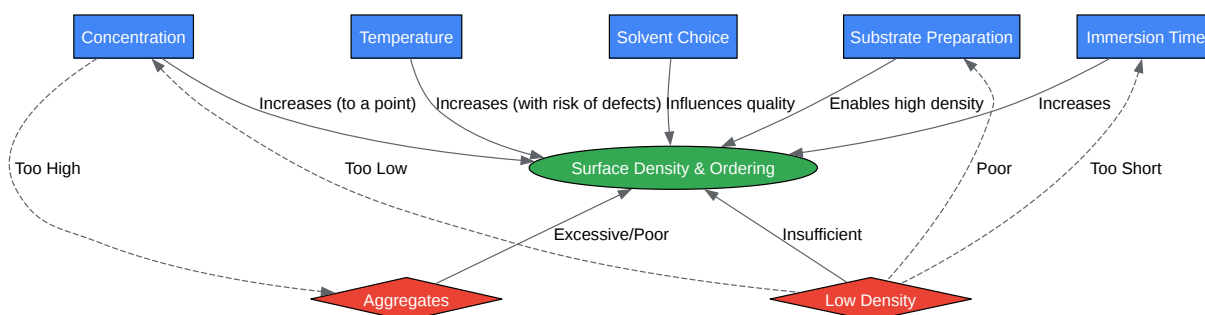 Concentration
Temperature
Solvent Choice
Substrate Preparation
Immersion Time
Increases (to a point)
Increases (with risk of defects)
Influences quality
Enables high density
Increases
Too High
Too Low
Surface Density & Ordering
Poor
Too Short
Excessive/Poor
Insufficient
Aggregates
Low Density